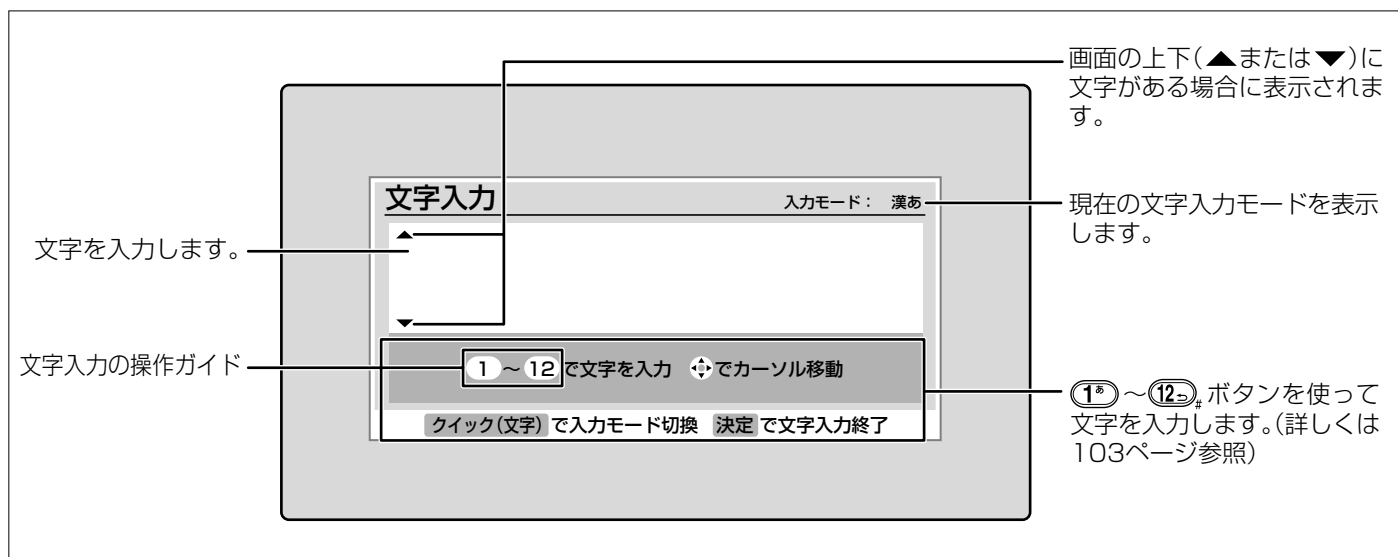 画面の上下(▲または▼)に
文字がある場合に表示されま
す。
文字入力
入力モード： 漢あ
現在の文字入力モードを表示
します。
文字を入力します。
▲
▼
文字入力の操作ガイド
1 ～ 12 で文字を入力 でカーソル移動
クイック(文字) で入力モード切換 決定 で文字入力終了
1あ～12# ボタンを使って
文字を入力します。(詳しくは
103ページ参照)